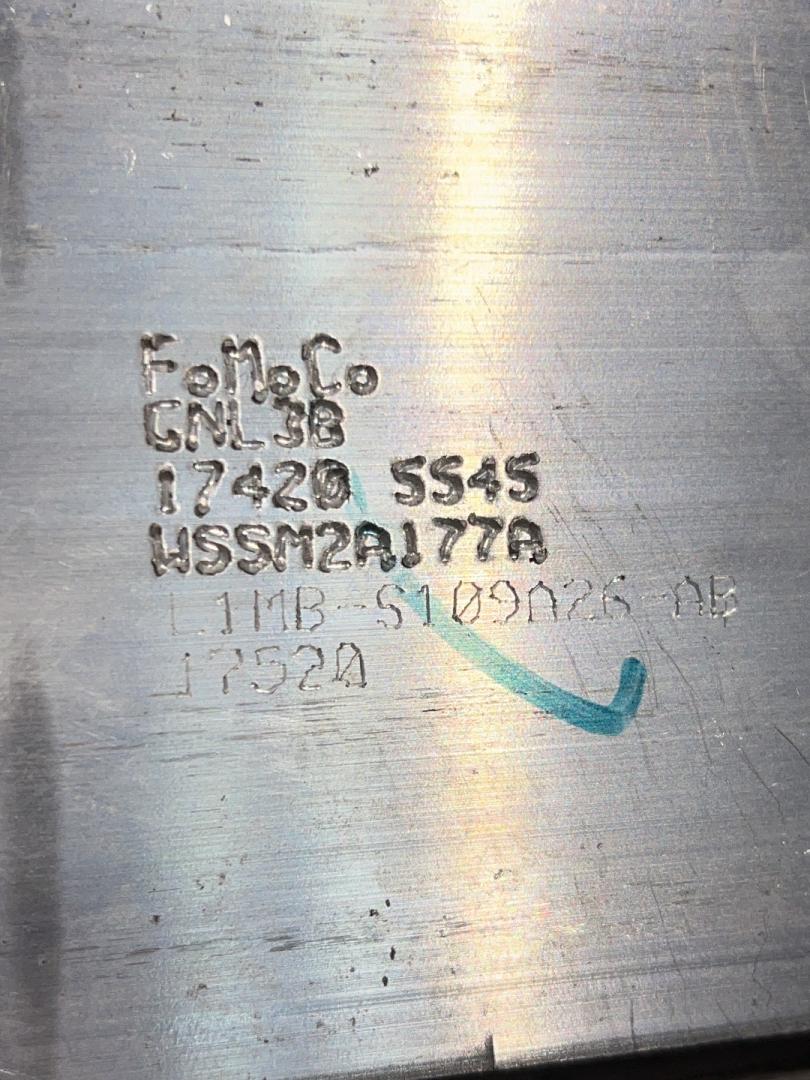 FoMoCo
GNL3B
17420 5545
WSSM2A177A
L1MB-S109A26-AB
17520